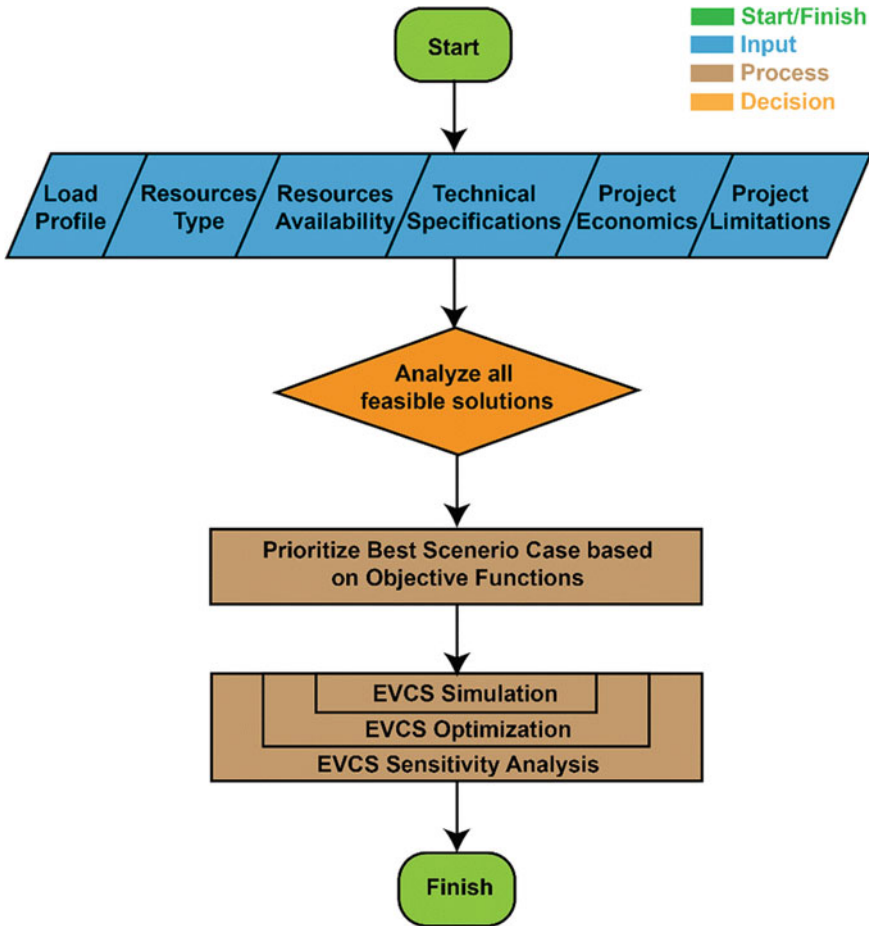 Start
Start/Finish
Input
Process
Decision
Load
Profile
Resources
Type
Resources
Availability
Technical
Specifications
Project
Economics
Project
Limitations
Analyze all
feasible solutions
Prioritize Best Scenerio Case based
on Objective Functions
EVCS Simulation
EVCS Optimization
EVCS Sensitivity Analysis
Finish